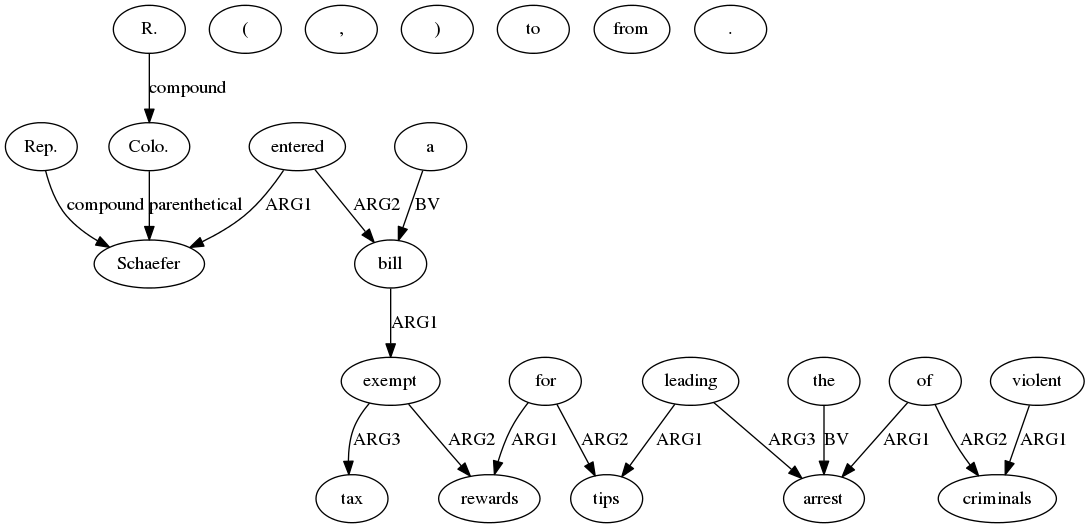 R. ( , ) to from .
compound
Rep. Colo. entered a
compound parenthetical ARG1 ARG2 BV
Schaefer bill
ARG1
exempt for leading the of violent
ARG3 ARG2 ARG1 ARG2 ARG1 ARG3 BV ARG1 ARG2 ARG1
tax rewards tips arrest criminals